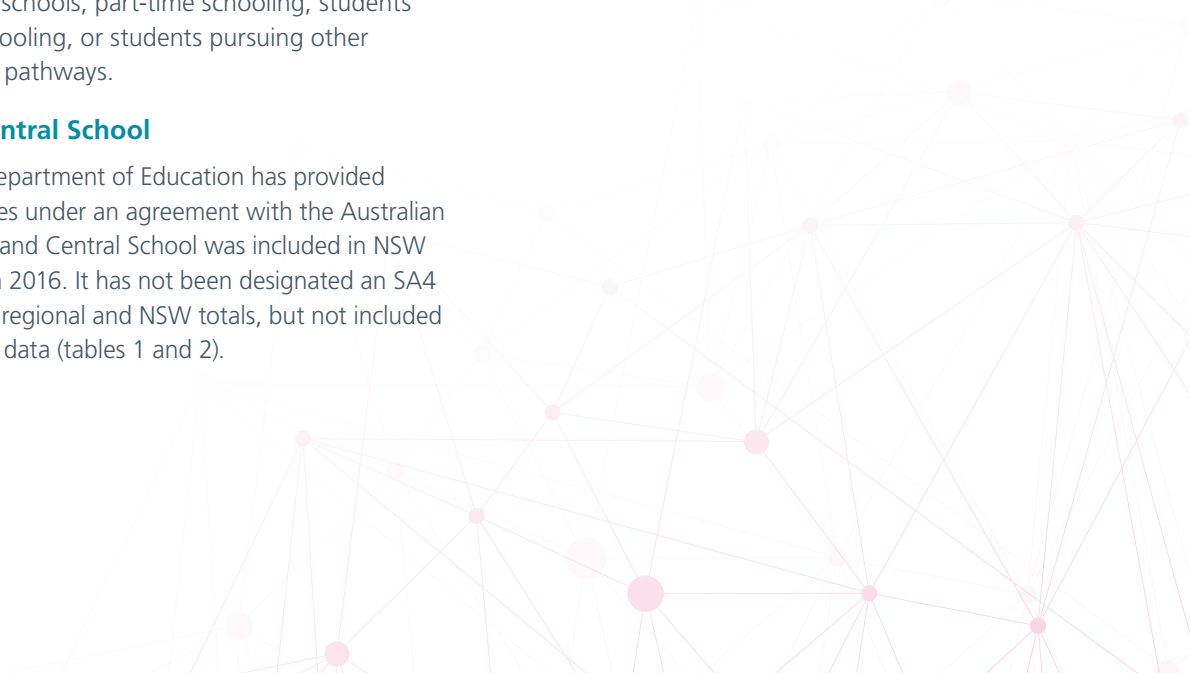 schools, part-time schooling, students
ooling, or students pursuing other
pathways.
ntral School
epartment of Education has provided
es under an agreement with the Australian
and Central School was included in NSW
2016. It has not been designated an SA4
regional and NSW totals, but not included
data (tables 1 and 2).